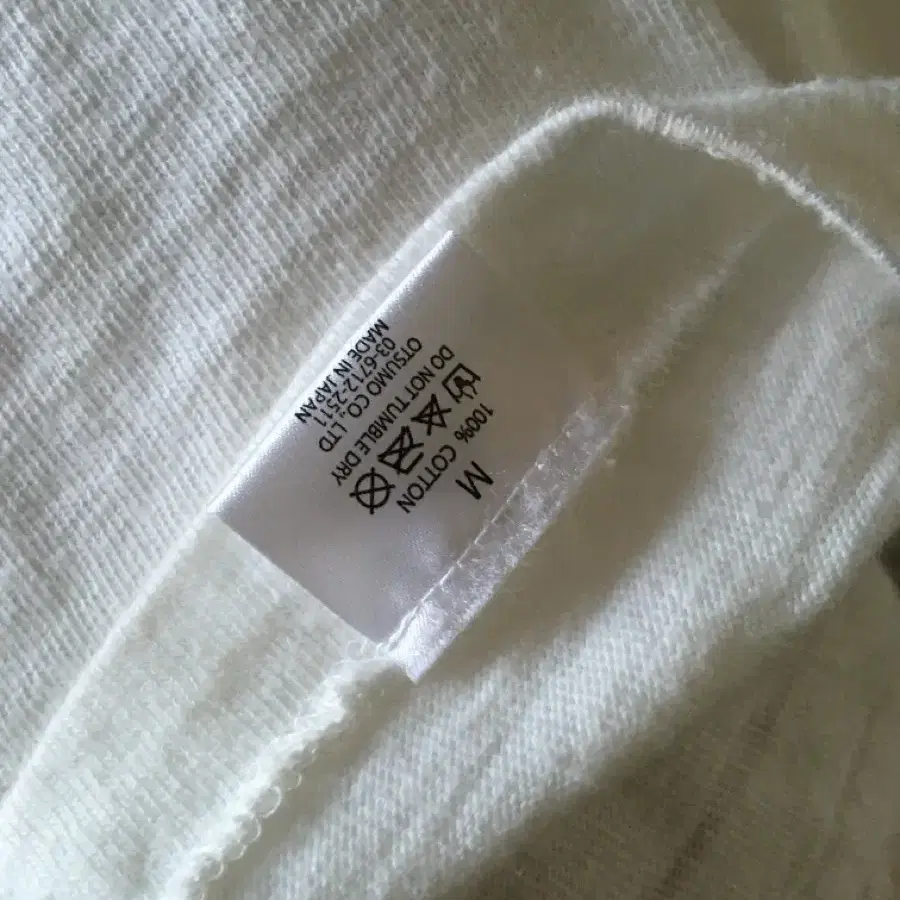 M
100% COTTON
DO NOT TUMBLE DRY
OTSUMO CO., LTD
03-6712-2511
MADE IN JAPAN